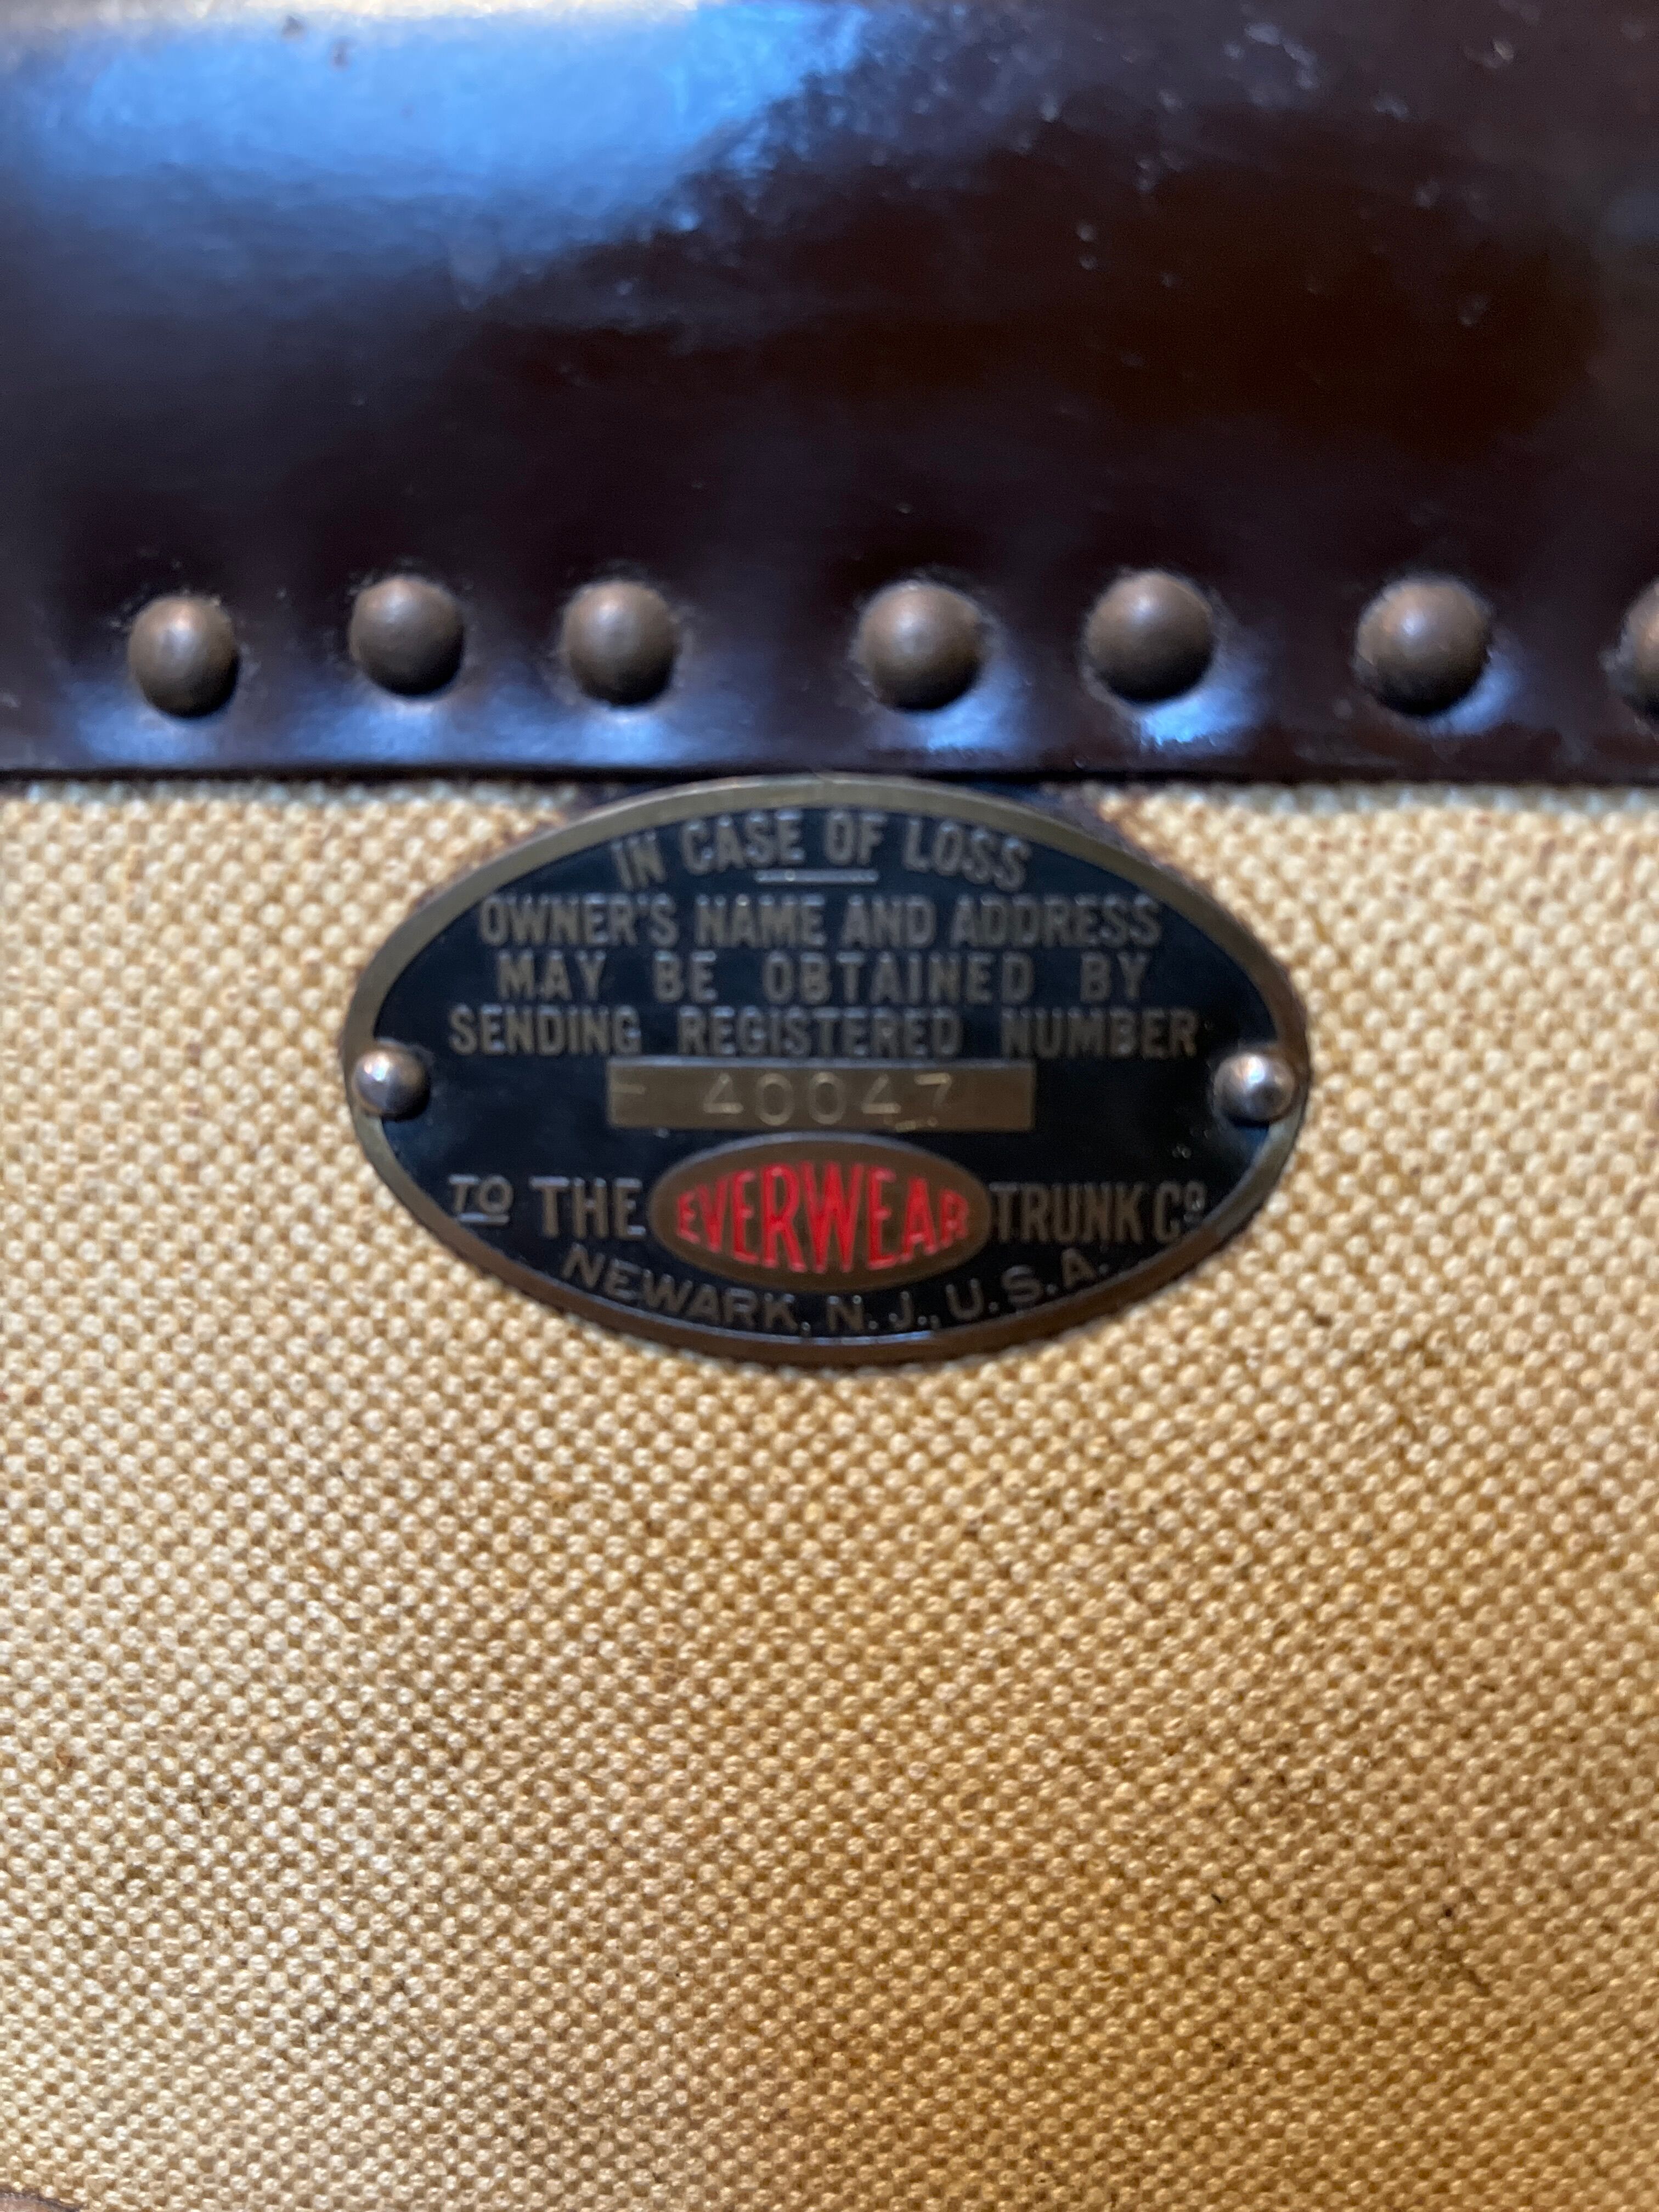 IN CASE OF LOSS
OWNER'S NAME AND ADDRESS
MAY BE OBTAINED BY
SENDING REGISTERED NUMBER
40047
TO THE EVERWEAR TRUNK CO
NEWARK, N.J., U.S.A.